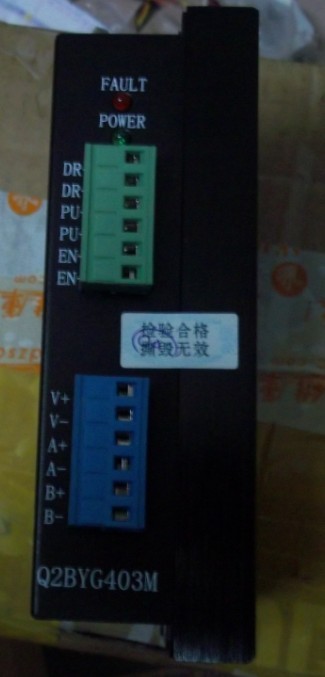 FAULT
POWER
DR
DR
PU
PU
EN
EN
检验合格
撕毁无效
V+
V-
A+
A-
B+
B-
Q2BYG403M